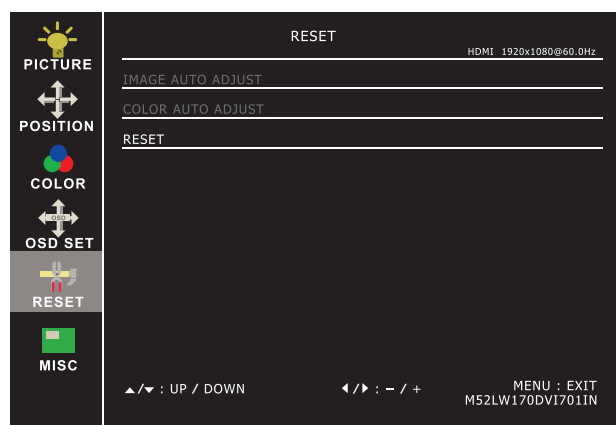 PICTURE
POSITION
COLOR
OSD
OSD SET
RESET
MISC
RESET
HDMI 1920x1080@60.0Hz
IMAGE AUTO ADJUST
COLOR AUTO ADJUST
RESET
▲/▼ : UP / DOWN
◀/▶ : − / +
MENU : EXIT
M52LW170DVI701IN